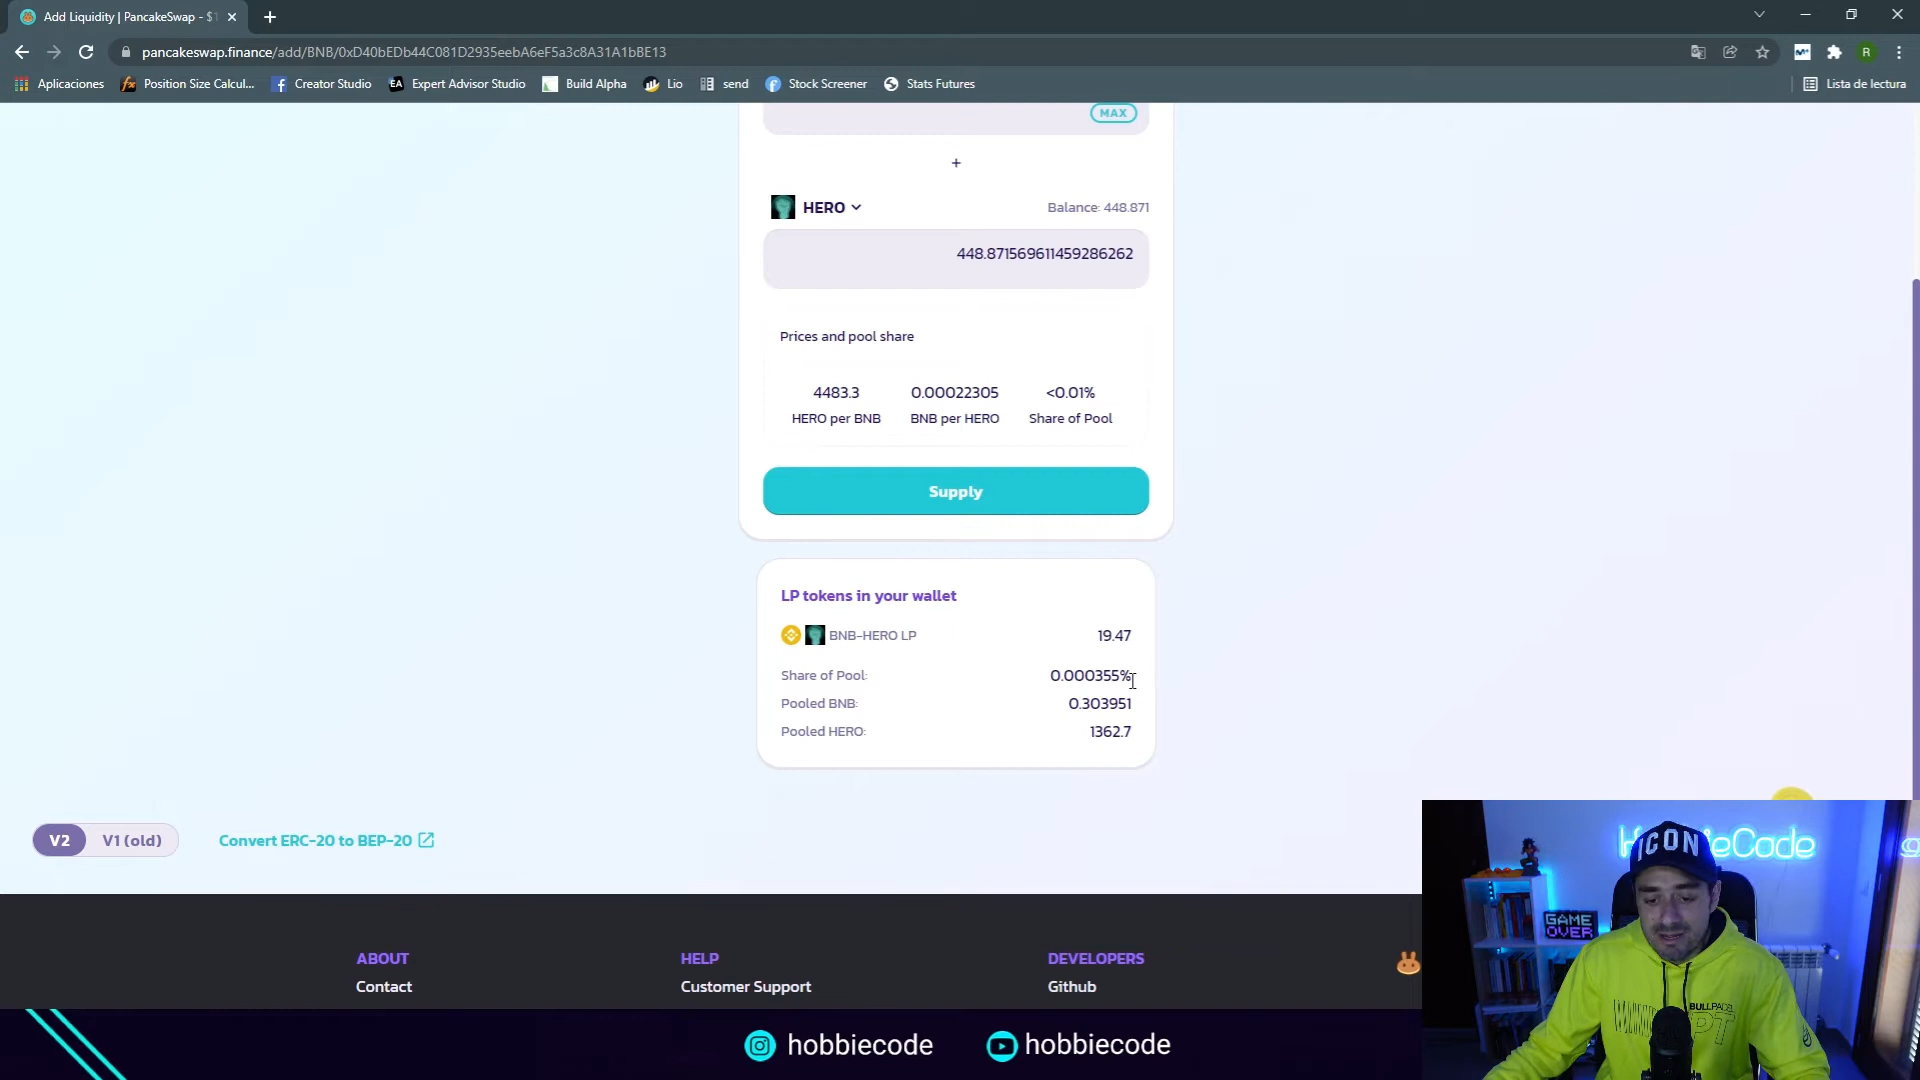 Add Liquidity | PancakeSwap - $1
pancakeswap.finance/add/BNB/0xD40bEDb44C081D2935eebA6eF5a3c8A31A1bBE13
R
Aplicaciones
Position Size Calcul...
Creator Studio
EA
Expert Advisor Studio
Build Alpha
Lio
send
Stock Screener
Stats Futures
Lista de lectura
MAX
+
HERO
Balance: 448.871
448.871569611459286262
Prices and pool share
4483.3
0.00022305
<0.01%
HERO per BNB
BNB per HERO
Share of Pool
Supply
LP tokens in your wallet
BNB-HERO LP
19.47
Share of Pool:
0.000355%
Pooled BNB:
0.303951
Pooled HERO:
1362.7
V2
V1 (old)
Convert ERC-20 to BEP-20
ABOUT
HELP
DEVELOPERS
Contact
Customer Support
Github
ICON
eCode
GAME
OVER
BULLPADEL
hobbiecode
hobbiecode